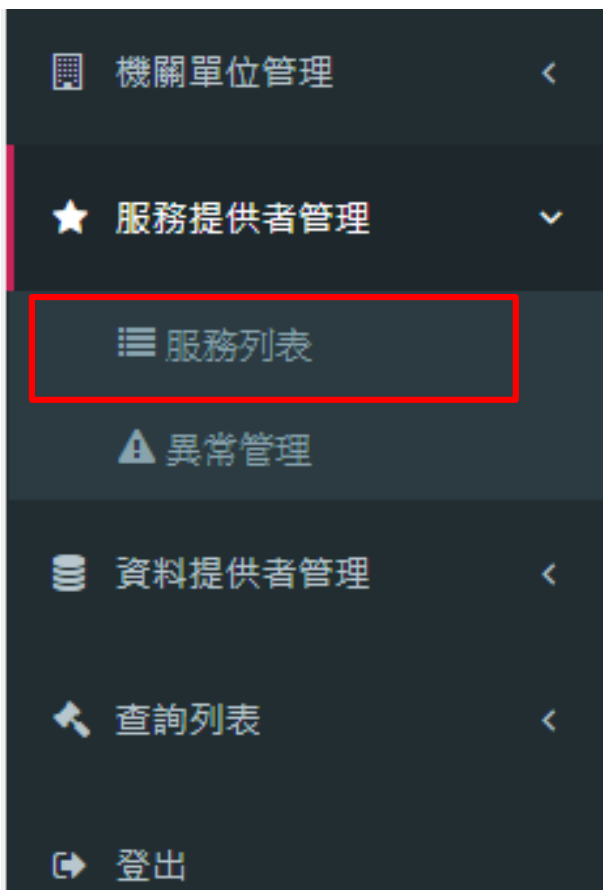 機關單位管理
服務提供者管理
服務列表
異常管理
資料提供者管理
查詢列表
登出